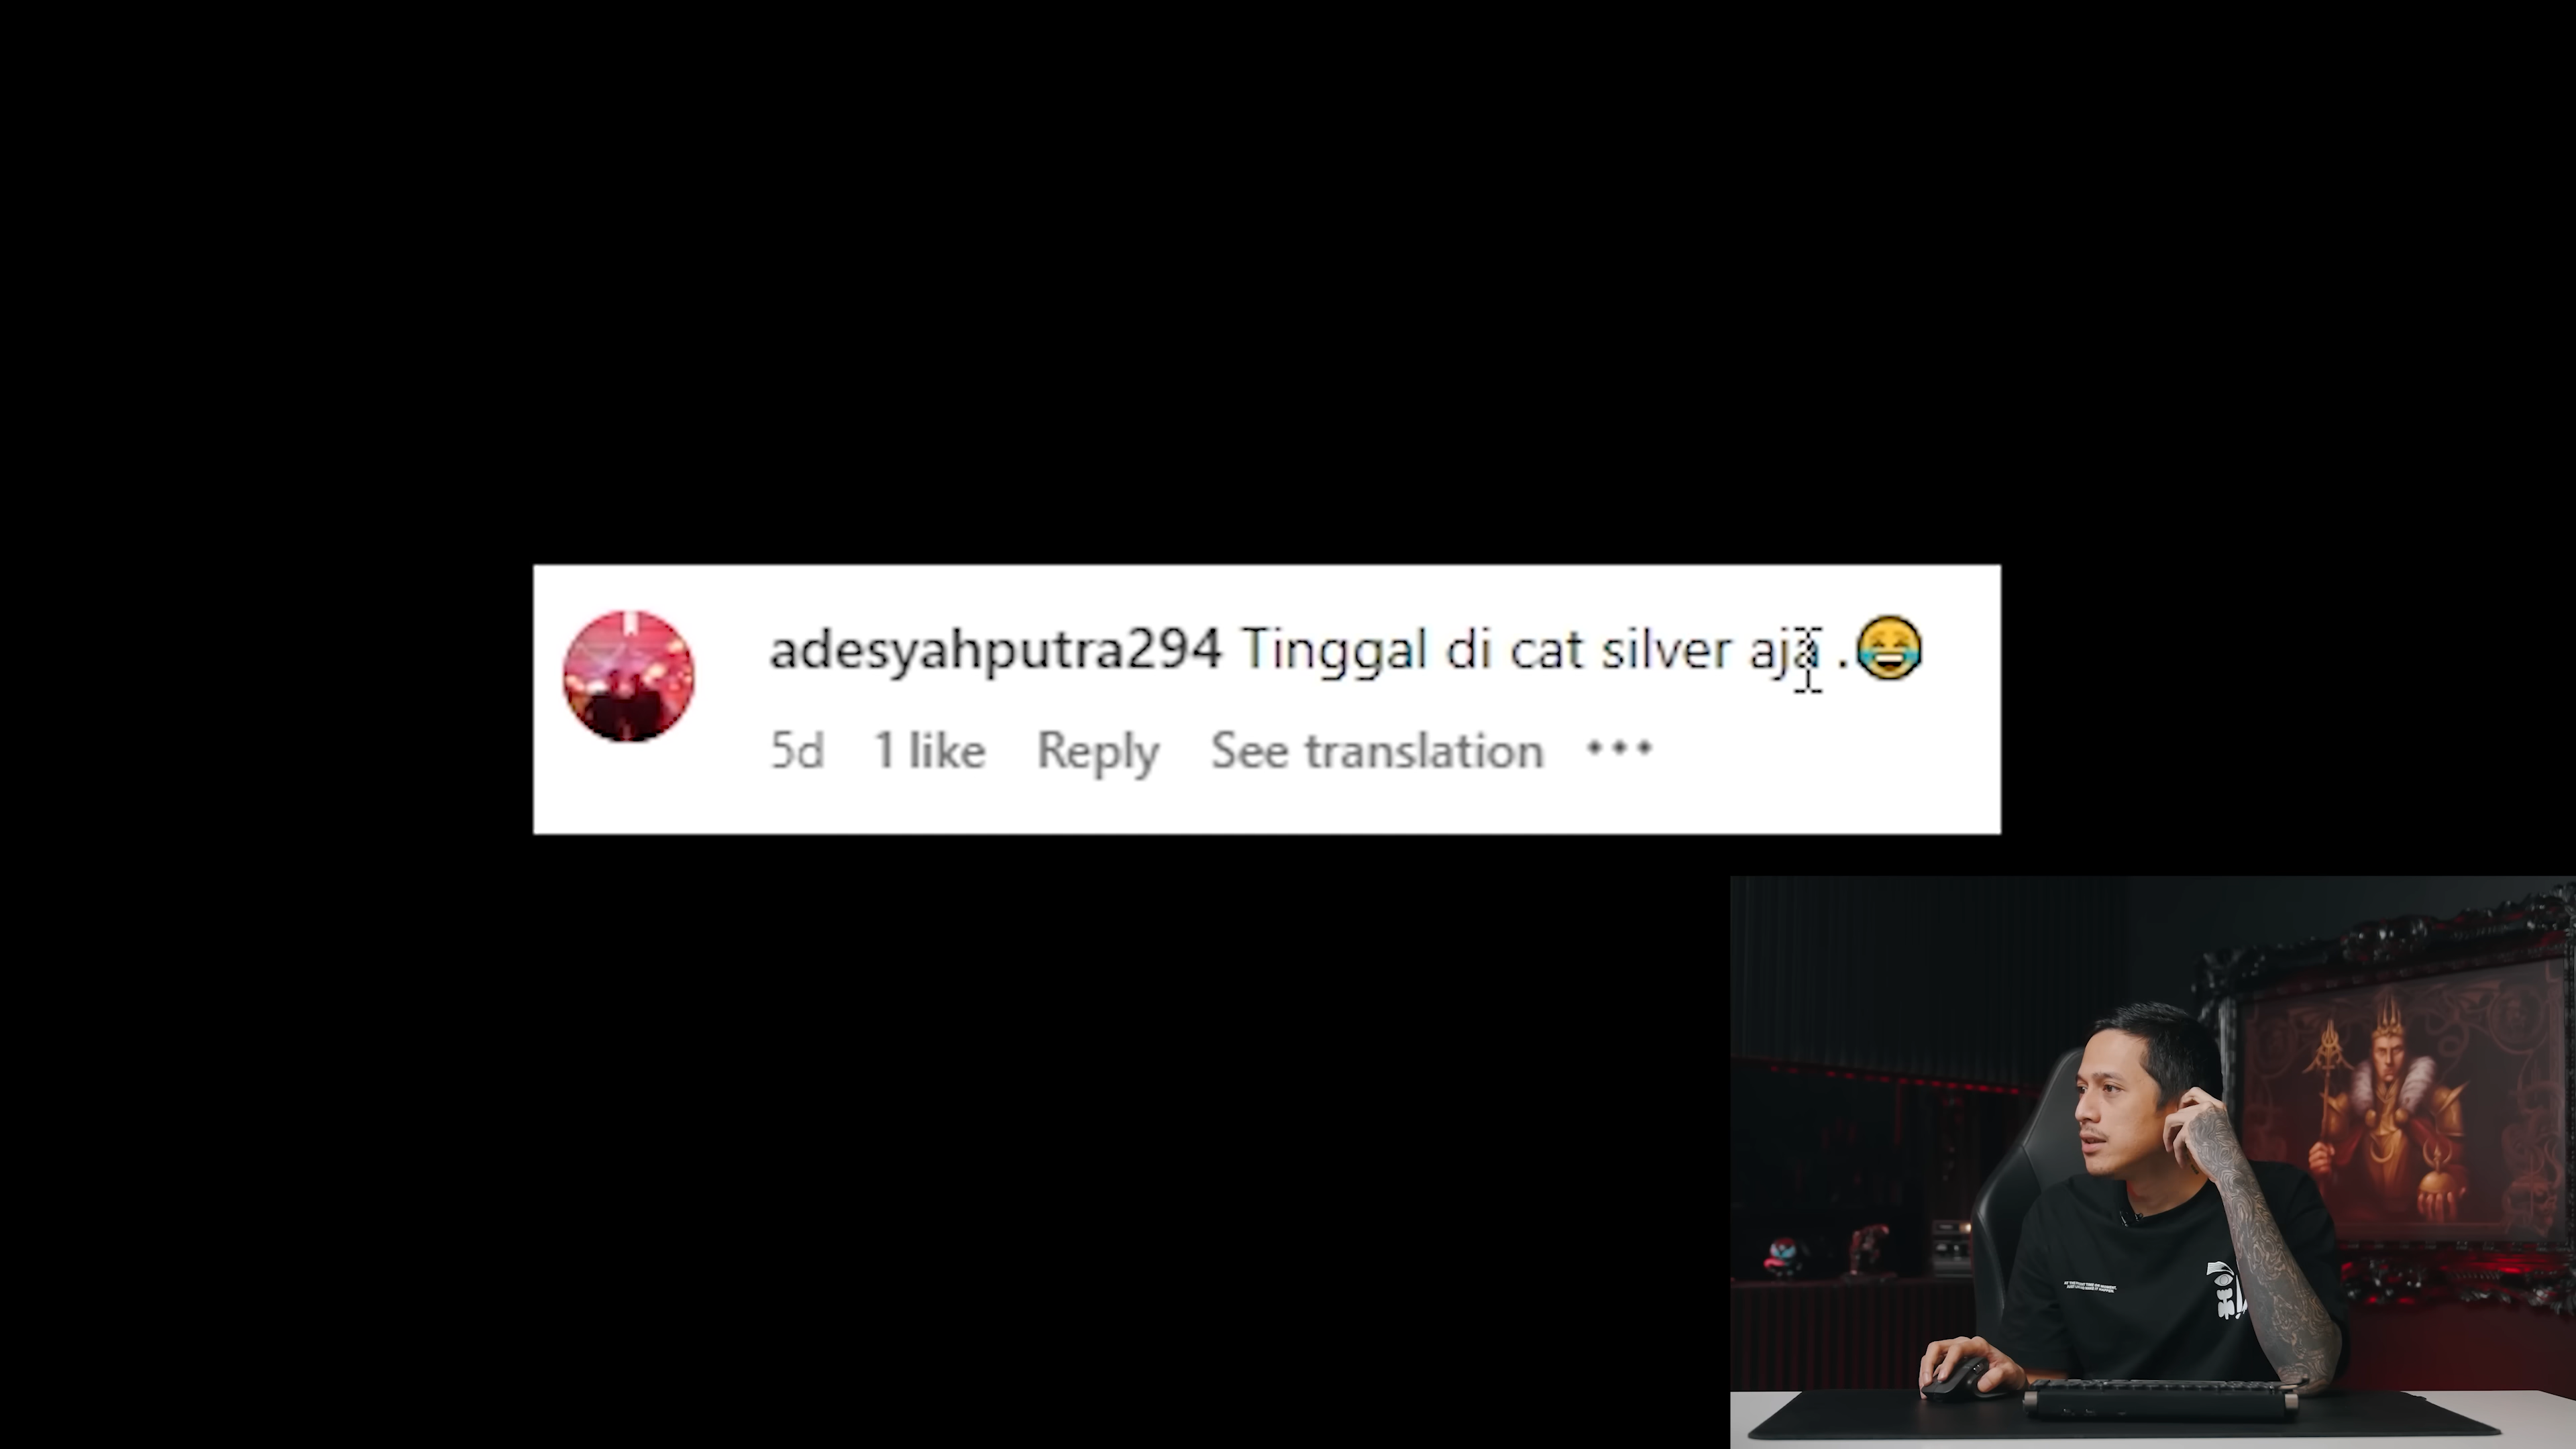 adesyahputra294 Tinggal di cat silver aja .😂
5d 1 like Reply See translation •••